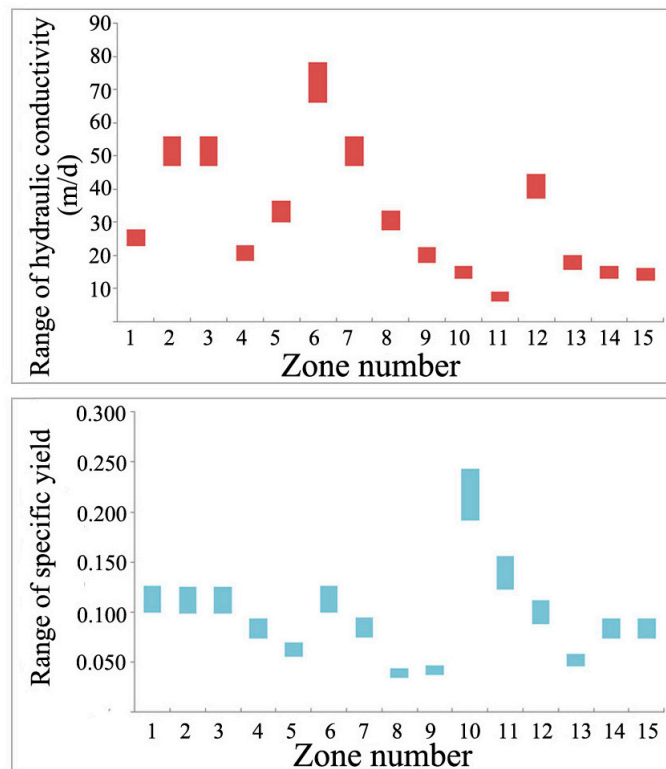 Range of hydraulic conductivity
(m/d)
90
80
70
60
50
40
30
20
10
1 2 3 4 5 6 7 8 9 10 11 12 13 14 15
Zone number
Range of specific yield
0.300
0.250
0.200
0.150
0.100
0.050
1 2 3 4 5 6 7 8 9 10 11 12 13 14 15
Zone number